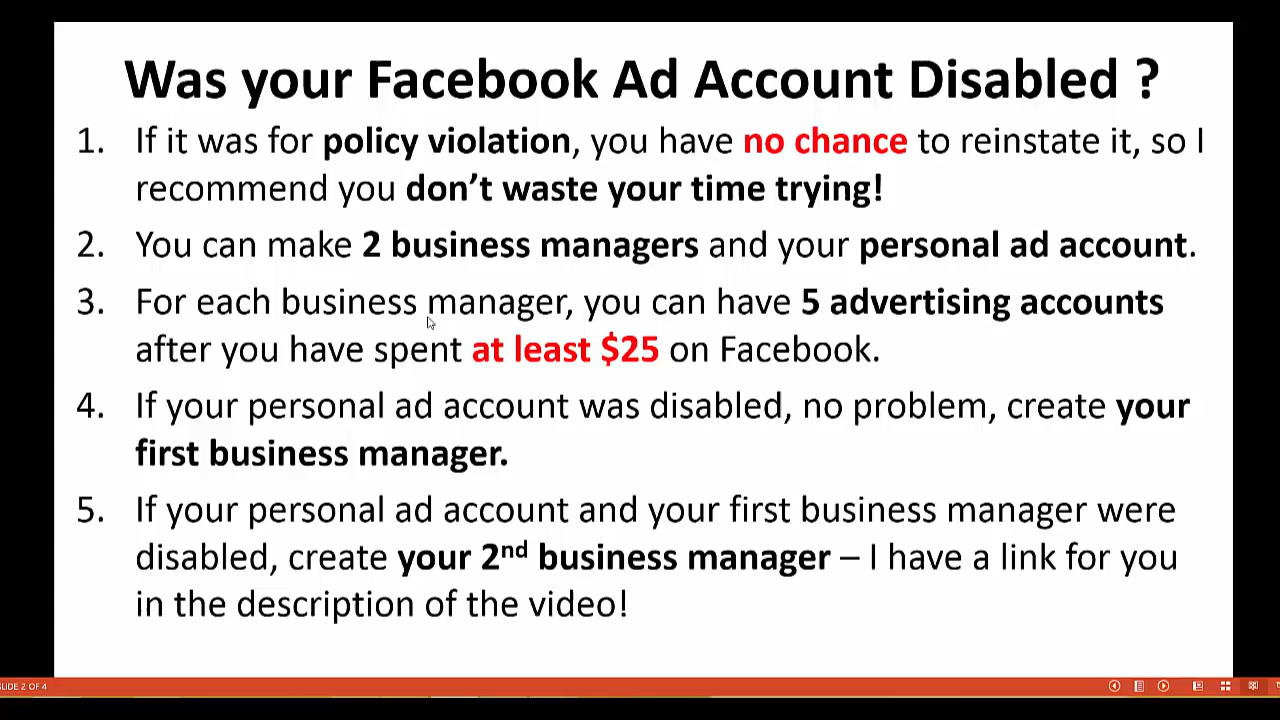 Was your Facebook Ad Account Disabled ?
1. If it was for policy violation, you have no chance to reinstate it, so I
recommend you don’t waste your time trying!
2. You can make 2 business managers and your personal ad account.
3. For each business manager, you can have 5 advertising accounts
after you have spent at least $25 on Facebook.
4. If your personal ad account was disabled, no problem, create your
first business manager.
5. If your personal ad account and your first business manager were
disabled, create your 2nd business manager – I have a link for you
in the description of the video!
SLIDE 2 OF 4